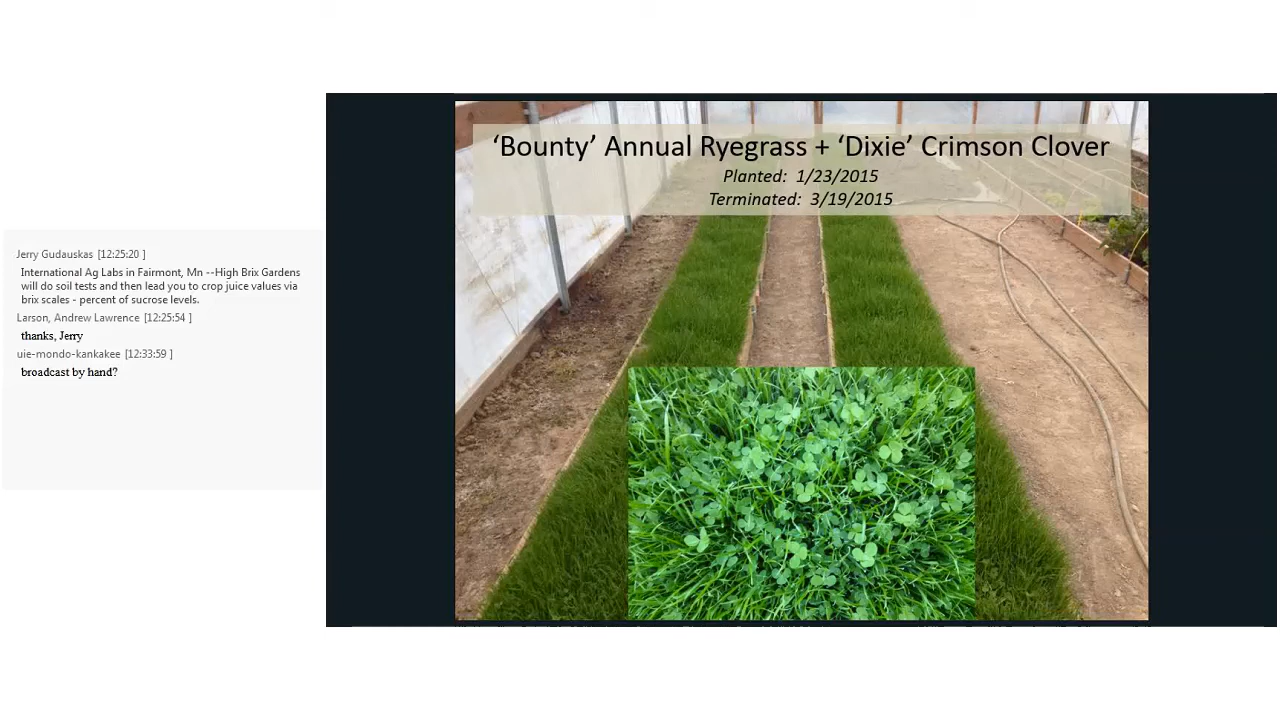 Jerry Gudauskas [12:25:20 ]
International Ag Labs in Fairmont, Mn --High Brix Gardens
will do soil tests and then lead you to crop juice values via
brix scales - percent of sucrose levels.
Larson, Andrew Lawrence [12:25:54 ]
thanks, Jerry
uie-mondo-kankakee [12:33:59 ]
broadcast by hand?
‘Bounty’ Annual Ryegrass + ‘Dixie’ Crimson Clover
Planted:  1/23/2015
Terminated:  3/19/2015